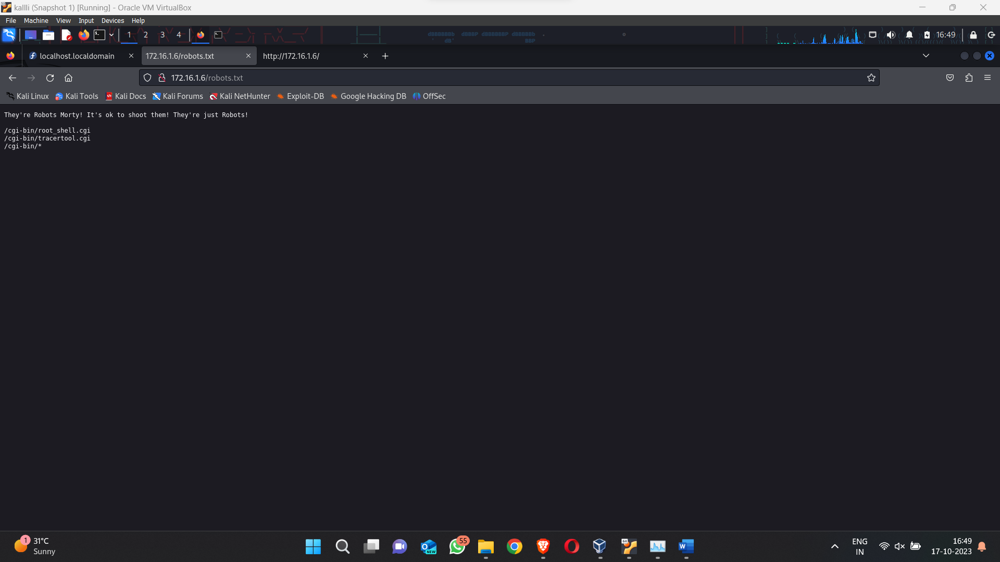 kallli (Snapshot 1) [Running] - Oracle VM VirtualBox
File Machine View Input Devices Help
1 2 3 4 16:49
localhost.localdomain 172.16.1.6/robots.txt http://172.16.1.6/
172.16.1.6/robots.txt
Kali Linux Kali Tools Kali Docs Kali Forums Kali NetHunter Exploit-DB Google Hacking DB OffSec
They're Robots Morty! It's ok to shoot them! They're just Robots!
/cgi-bin/root_shell.cgi
/cgi-bin/tracertool.cgi
/cgi-bin/*
1 31°C
Sunny
NEW
55
64
ENG
IN
16:49
17-10-2023